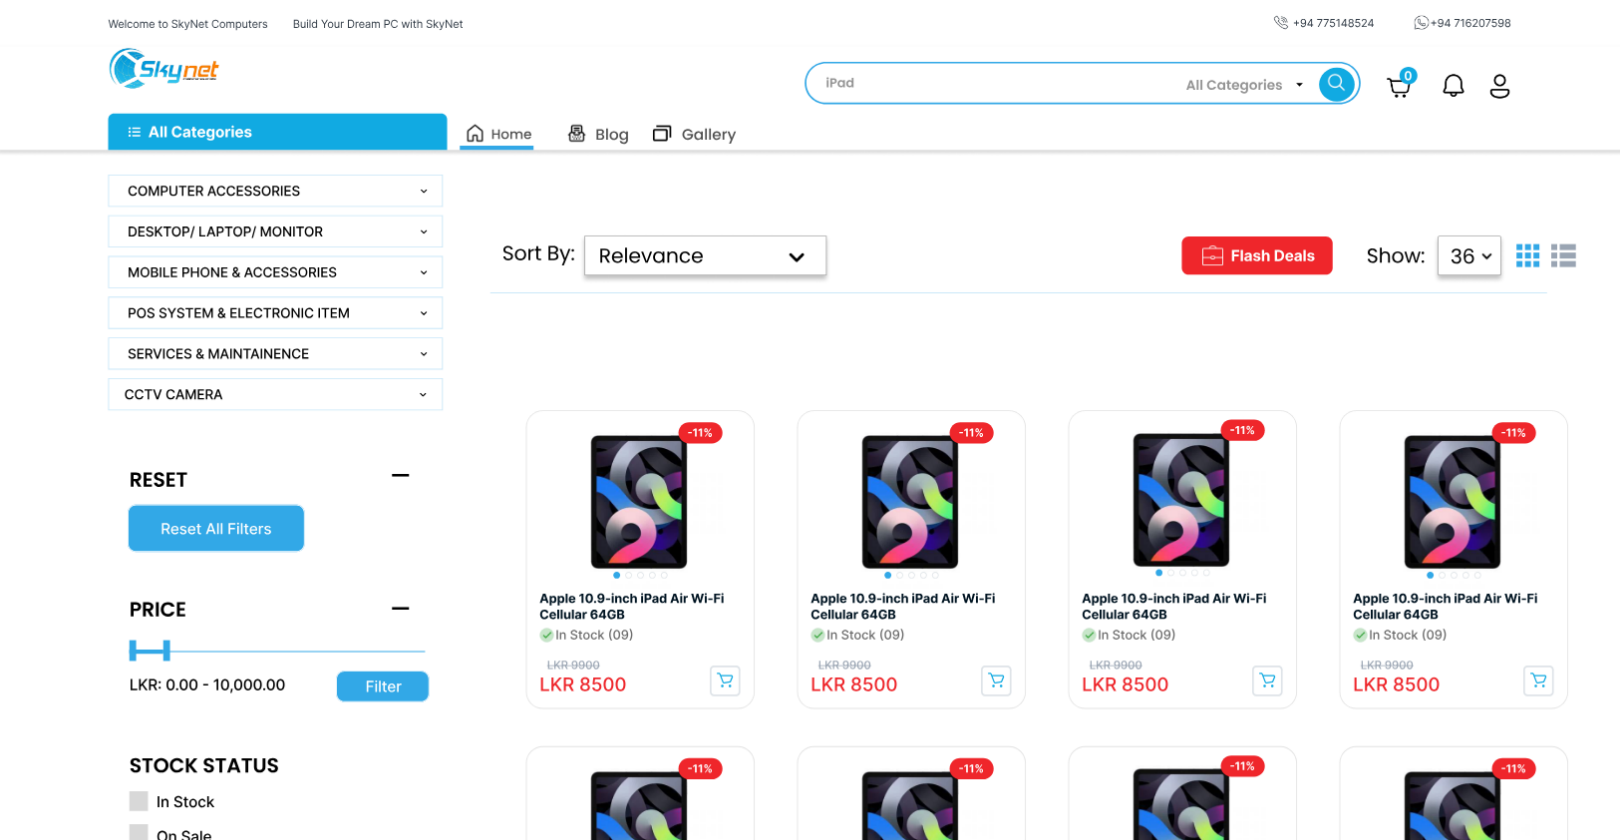 Welcome to SkyNet Computers Build Your Dream PC with SkyNet +94 775148524 +94 716207598
Skynet
iPad All Categories 0
All Categories Home Blog Gallery
COMPUTER ACCESSORIES
DESKTOP/ LAPTOP/ MONITOR
MOBILE PHONE & ACCESSORIES
POS SYSTEM & ELECTRONIC ITEM
SERVICES & MAINTAINENCE
CCTV CAMERA
Sort By: Relevance Flash Deals Show: 36
RESET
Reset All Filters
PRICE
LKR: 0.00 - 10,000.00 Filter
STOCK STATUS
In Stock
On Sale
-11% -11% -11% -11%
Apple 10.9-inch iPad Air Wi-Fi
Cellular 64GB
In Stock (09)
LKR 9900
LKR 8500
Apple 10.9-inch iPad Air Wi-Fi
Cellular 64GB
In Stock (09)
LKR 9900
LKR 8500
Apple 10.9-inch iPad Air Wi-Fi
Cellular 64GB
In Stock (09)
LKR 9900
LKR 8500
Apple 10.9-inch iPad Air Wi-Fi
Cellular 64GB
In Stock (09)
LKR 9900
LKR 8500
-11% -11% -11% -11%